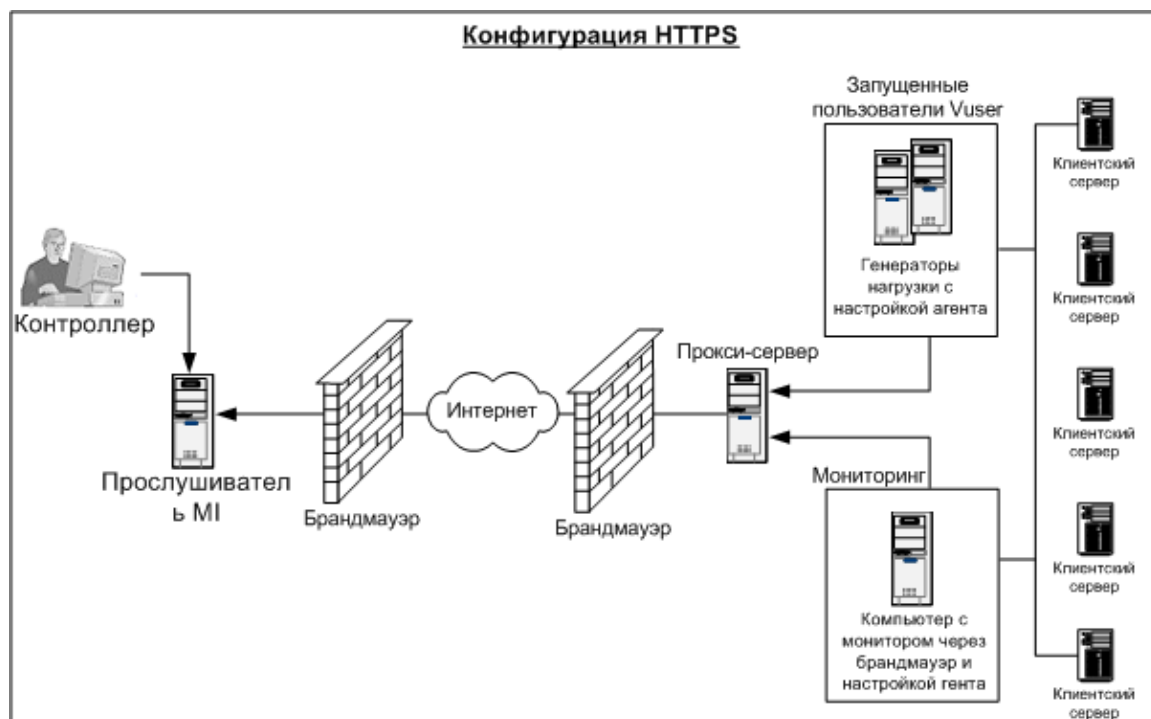 Конфигурация HTTPS
Запущенные
пользователи Vuser
Генераторы
нагрузки с
настройкой агента
Клиентский
сервер
Клиентский
сервер
Клиентский
сервер
Клиентский
сервер
Клиентский
сервер
Контроллер
Прослушивател
ь MI
Брандмауэр
Интернет
Брандмауэр
Прокси-сервер
Мониторинг
Компьютер с
монитором через
брандмауэр и
настройкой гента